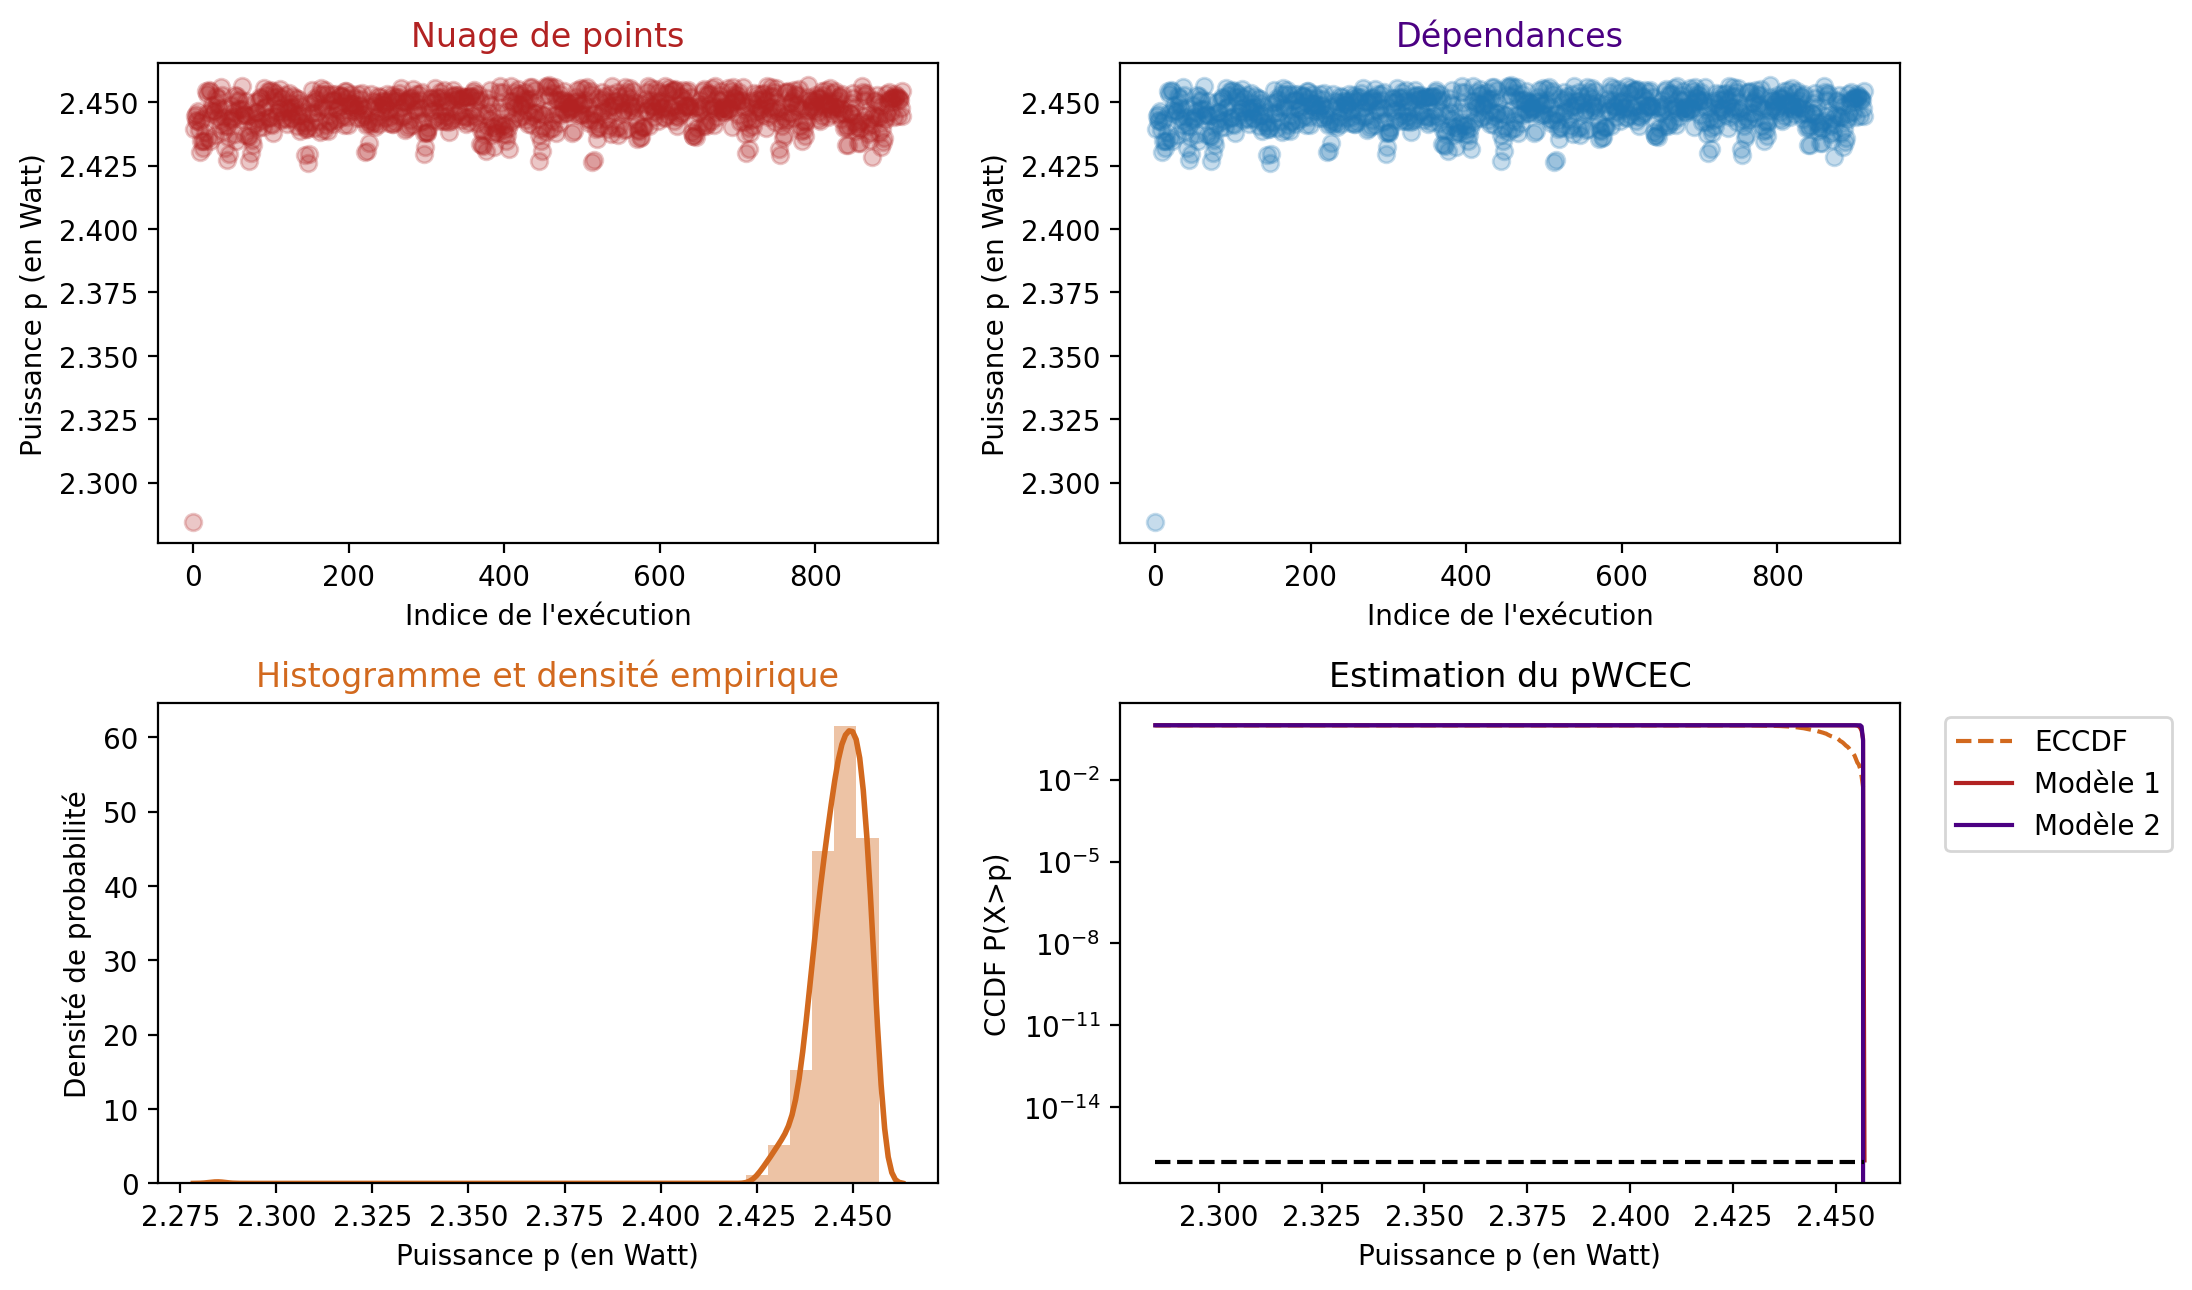 Nuage de points
Puissance p (en Watt)
2.450
2.425
2.400
2.375
2.350
2.325
2.300
0 200 400 600 800
Indice de l'exécution
Dépendances
Puissance p (en Watt)
2.450
2.425
2.400
2.375
2.350
2.325
2.300
0 200 400 600 800
Indice de l'exécution
Histogramme et densité empirique
Densité de probabilité
60
50
40
30
20
10
0
2.275 2.300 2.325 2.350 2.375 2.400 2.425 2.450
Puissance p (en Watt)
Estimation du pWCEC
CCDF P(X>p)
10⁻²
10⁻⁵
10⁻⁸
10⁻¹¹
10⁻¹⁴
2.300 2.325 2.350 2.375 2.400 2.425 2.450
Puissance p (en Watt)
ECCDF
Modèle 1
Modèle 2